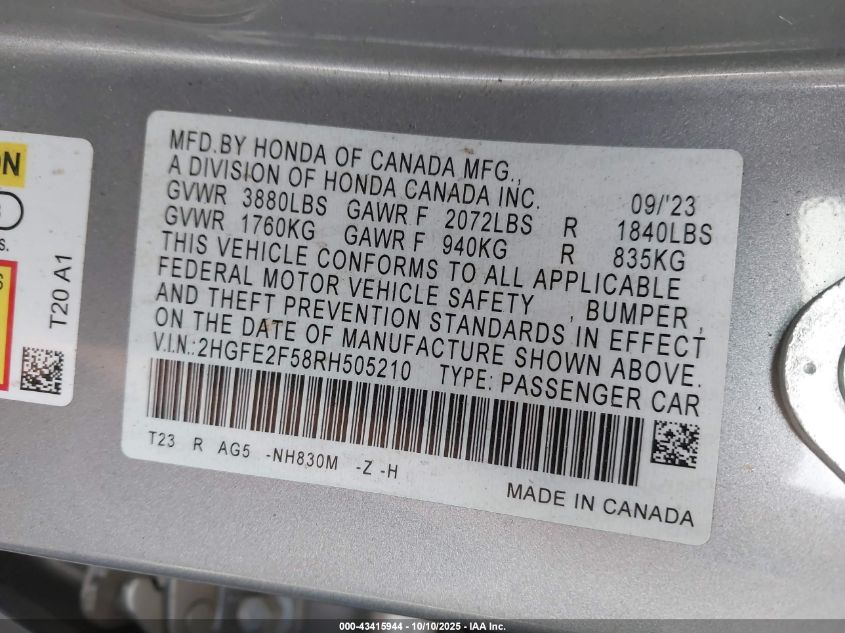 MFD.BY HONDA OF CANADA MFG.,
A DIVISION OF HONDA CANADA INC. 09/'23
GVWR 3880LBS GAWR F 2072LBS R 1840LBS
GVWR 1760KG GAWR F 940KG R 835KG
THIS VEHICLE CONFORMS TO ALL APPLICABLE
FEDERAL MOTOR VEHICLE SAFETY , BUMPER ,
AND THEFT PREVENTION STANDARDS IN EFFECT
ON THE DATE OF MANUFACTURE SHOWN ABOVE.
V.I.N.:2HGFE2F58RH505210 TYPE: PASSENGER CAR
T23 R AG5 -NH830M -Z -H
MADE IN CANADA
T20 A1
000-43415944 - 10/10/2025 - IAA Inc.